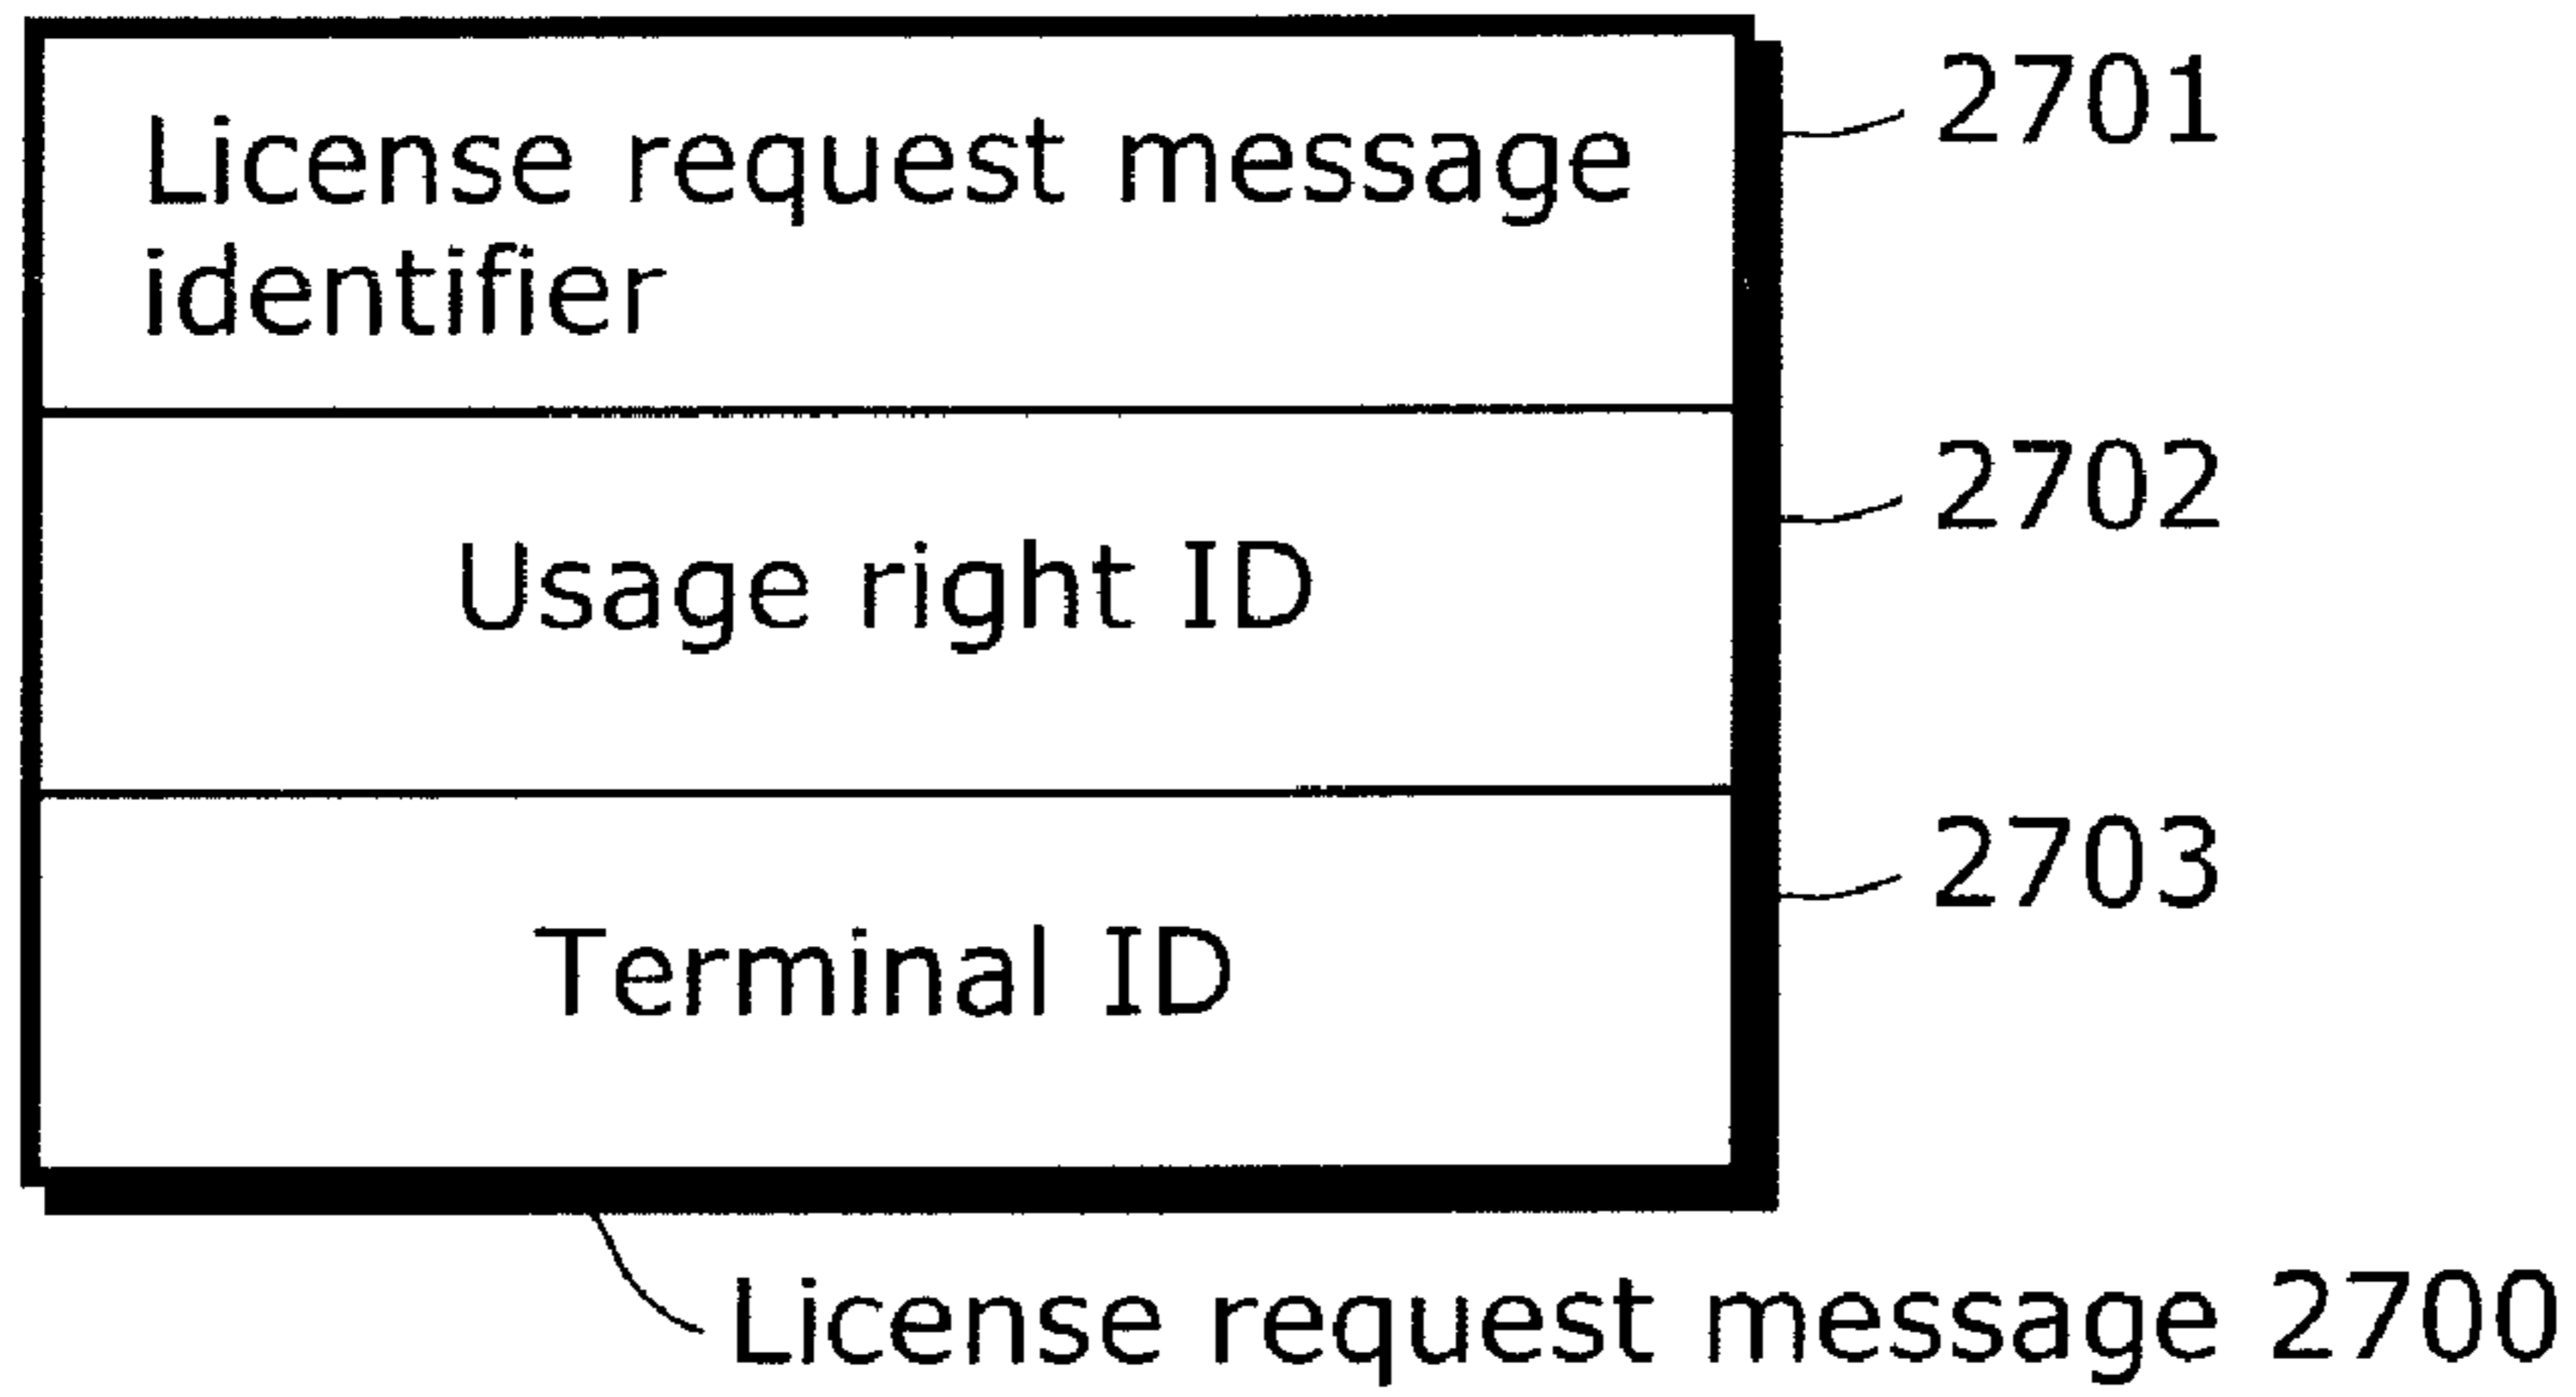 License request message
identifier
2701
Usage right ID
2702
Terminal ID
2703
License request message 2700